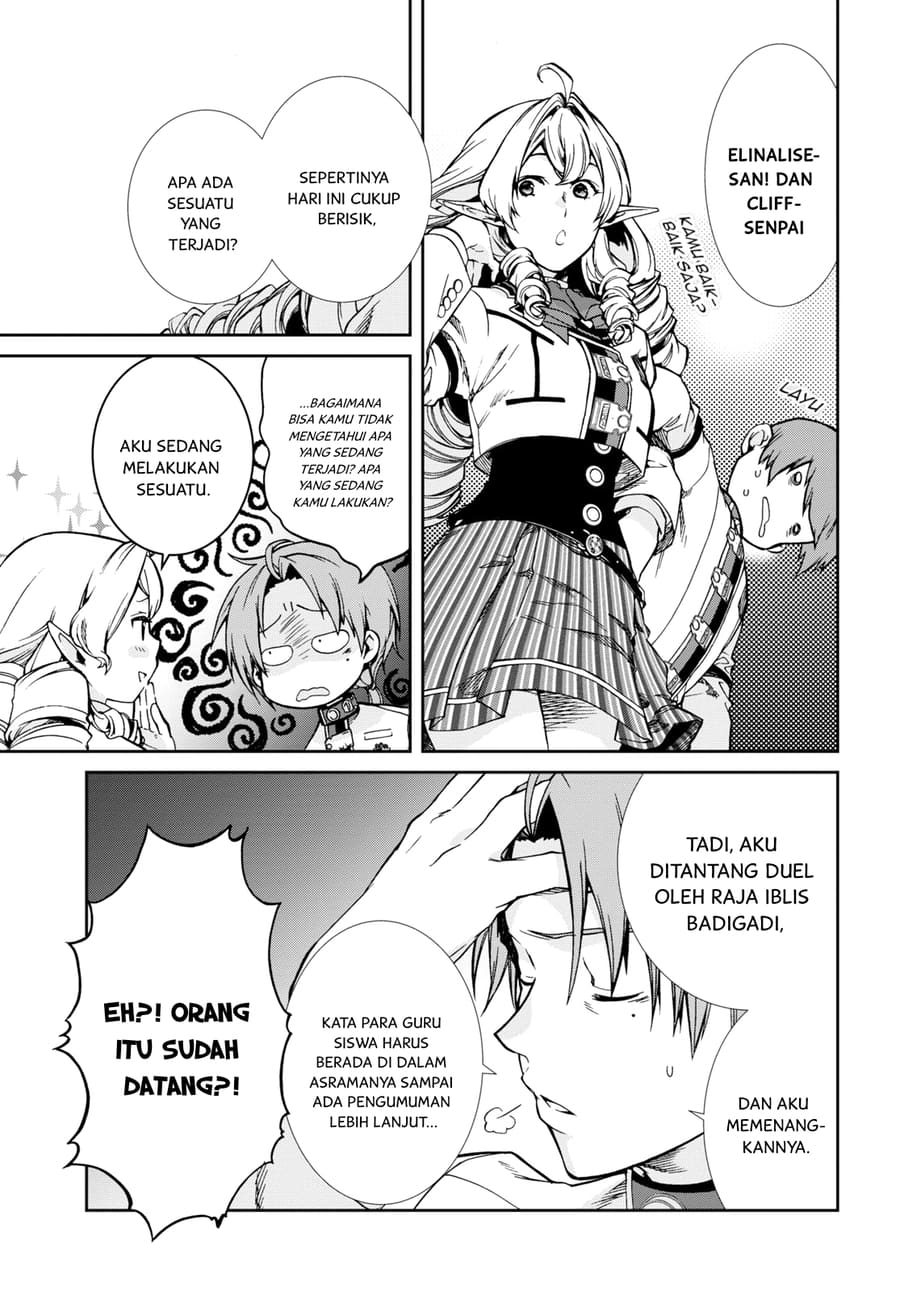 ELINALISE-
SAN! DAN
CLIFF-
SENPAI
KAMU BAIK-
BAIK SAJA?
LAYU
SEPERTINYA
HARI INI CUKUP
BERISIK,
APA ADA
SESUATU
YANG
TERJADI?
...BAGAIMANA
BISA KAMU TIDAK
MENGETAHUI APA
YANG SEDANG
TERJADI? APA
YANG SEDANG
KAMU LAKUKAN?
AKU SEDANG
MELAKUKAN
SESUATU.
TADI, AKU
DITANTANG DUEL
OLEH RAJA IBLIS
BADIGADI,
DAN AKU
MEMENANG-
KANNYA.
KATA PARA GURU
SISWA HARUS
BERADA DI DALAM
ASRAMANYA SAMPAI
ADA PENGUMUMAN
LEBIH LANJUT...
EH?! ORANG
ITU SUDAH
DATANG?!